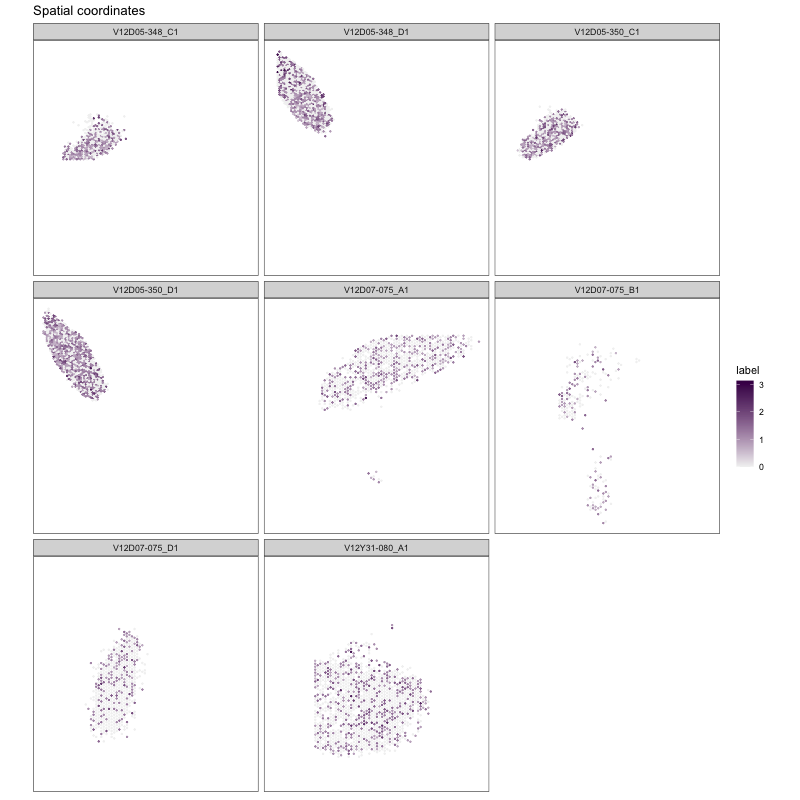 Spatial coordinates
V12D05-348_C1
V12D05-348_D1
V12D05-350_C1
V12D05-350_D1
V12D07-075_A1
V12D07-075_B1
label
3
2
1
0
V12D07-075_D1
V12Y31-080_A1